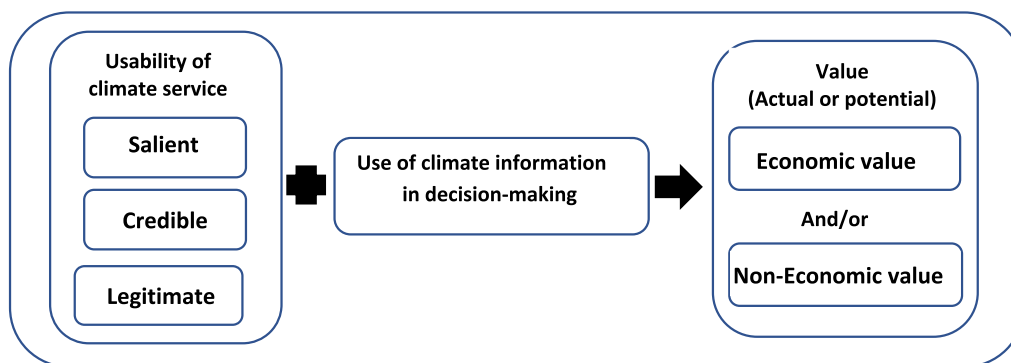 Usability of
climate service
Salient
Credible
Legitimate
Use of climate information
in decision-making
Value
(Actual or potential)
Economic value
And/or
Non-Economic value